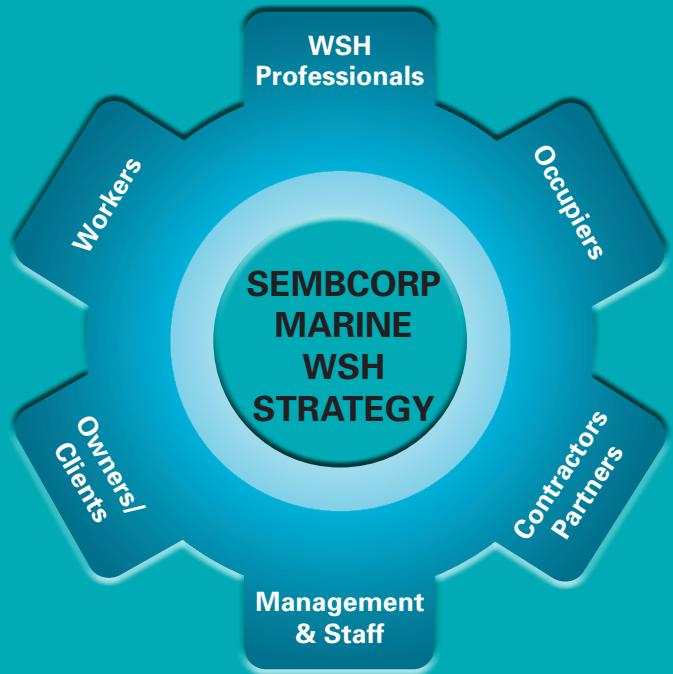 WSH
Professionals
Occupiers
Contractors
Partners
Management
& Staff
Owners/
Clients
Workers
SEMBCORP
MARINE
WSH
STRATEGY